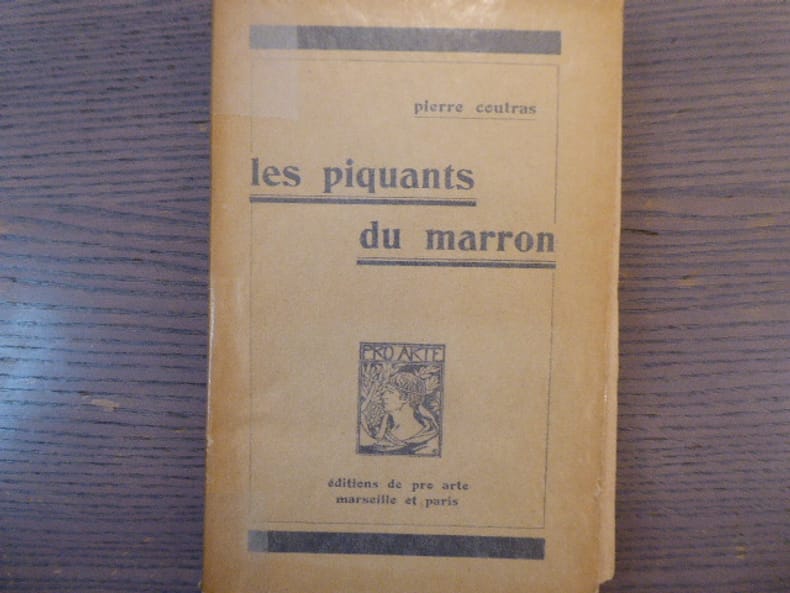 pierre coutras
les piquants
du marron
PRO ARTE
éditions de pro arte
marseille et paris